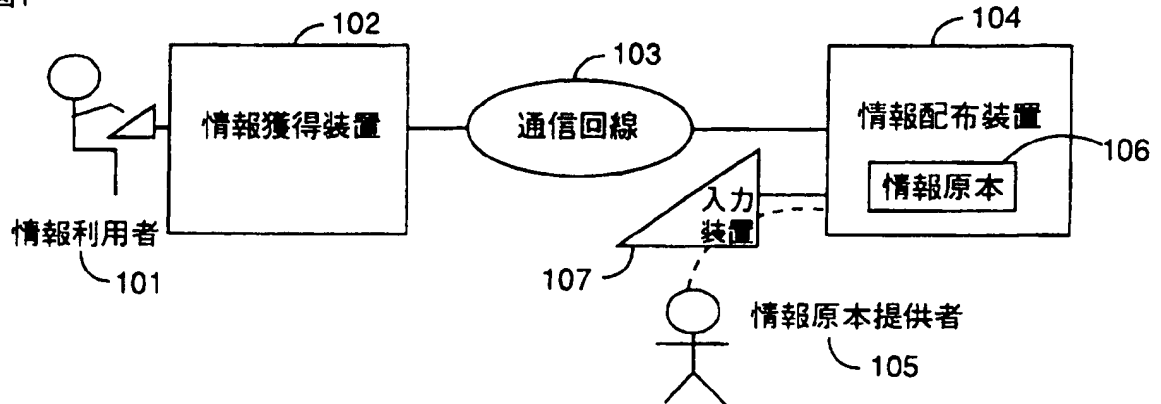 図1
102
104
103
情報獲得装置
通信回線
情報配布装置
106
情報原本
入力
装置
情報利用者
101
107
情報原本提供者
105